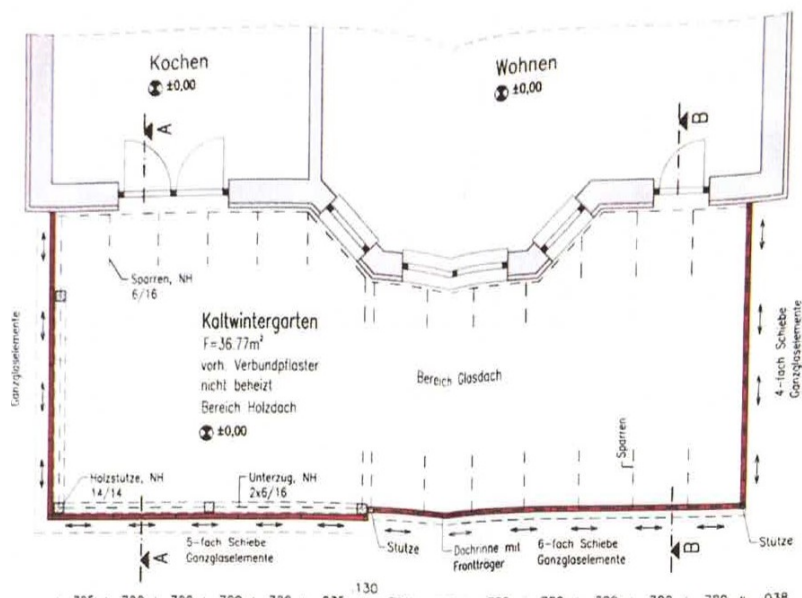 Kochen
±0,00
Wohnen
±0,00
A
B
Sparren, NH
6/16
Kaltwintergarten
F=36.77m²
vorh. Verbundpflaster
nicht beheizt
Bereich Holzdach
±0,00
Bereich Glasdach
Ganzglaselemente
4-fach Schiebe
Ganzglaselemente
Sparren
Holzstütze, NH
14/14
Unterzug, NH
2x6/16
A
5-fach Schiebe
Ganzglaselemente
Stütze
Dachrinne mit
Frontträger
6-fach Schiebe
Ganzglaselemente
B
Stütze
130